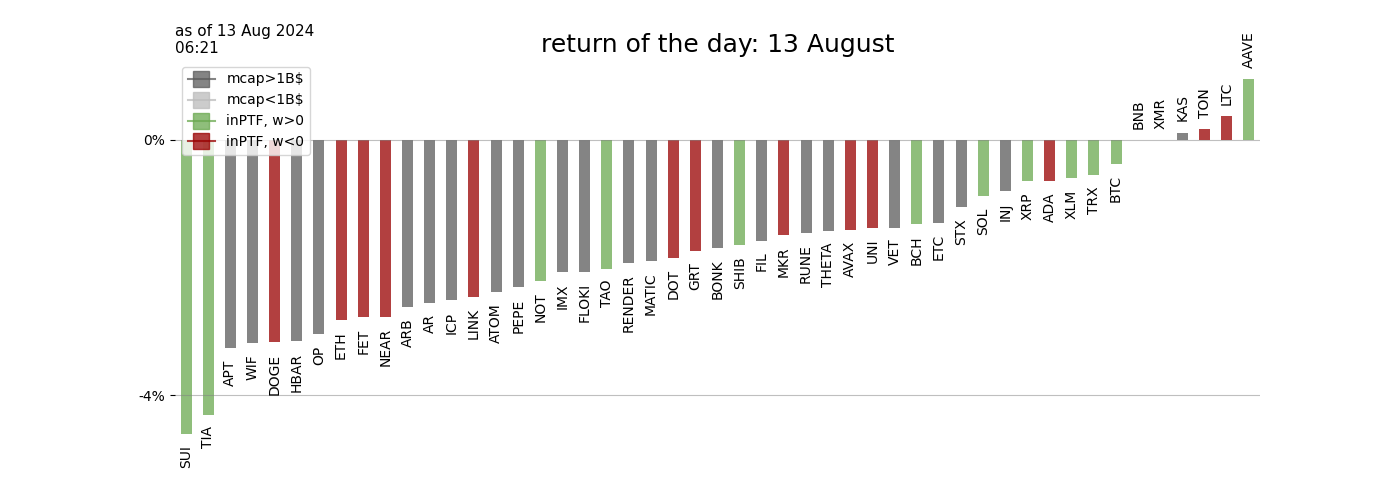 as of 13 Aug 2024
06:21
return of the day: 13 August
mcap>1B$
mcap<1B$
inPTF, w>0
inPTF, w<0
0%
-4%
SUI
TIA
APT
WIF
DOGE
HBAR
OP
ETH
FET
NEAR
ARB
AR
ICP
LINK
ATOM
PEPE
NOT
IMX
FLOKI
TAO
RENDER
MATIC
DOT
GRT
BONK
SHIB
FIL
MKR
RUNE
THETA
AVAX
UNI
VET
BCH
ETC
STX
SOL
INJ
XRP
ADA
XLM
TRX
BTC
BNB
XMR
KAS
TON
LTC
AAVE